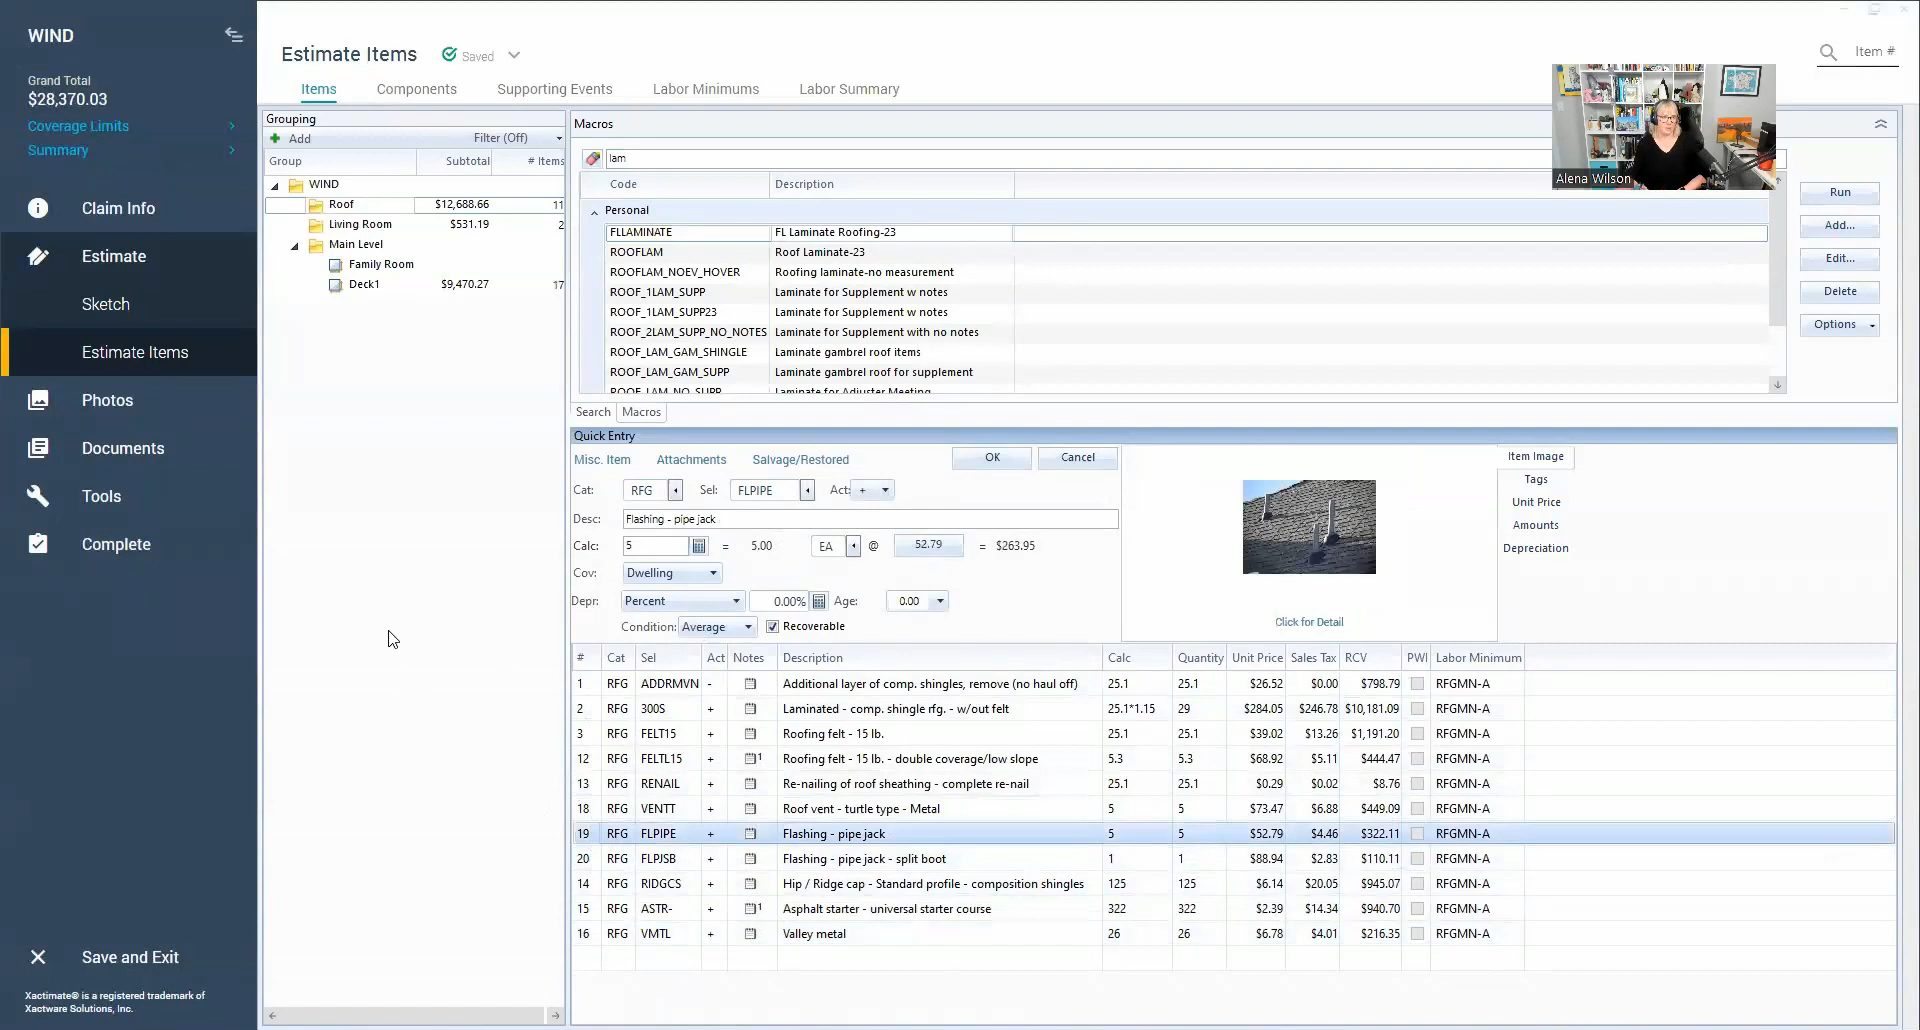 WIND
Grand Total
$28,370.03
Coverage Limits
Summary
Claim Info
Estimate
Sketch
Estimate Items
Photos
Documents
Tools
Complete
Save and Exit
Xactimate® is a registered trademark of
Xactware Solutions, Inc.
Estimate Items Saved
Item #
Items Components Supporting Events Labor Minimums Labor Summary
Grouping
Add Filter (Off)
Group Subtotal # Items
WIND
Roof $12,688.66 11
Living Room $531.19 2
Main Level
Family Room
Deck1 $9,470.27 17
Macros
lam
Code Description
Personal
FLLAMINATE FL Laminate Roofing-23
ROOFLAM Roof Laminate-23
ROOFLAM_NOEV_HOVER Roofing laminate-no measurement
ROOF_1LAM_SUPP Laminate for Supplement w notes
ROOF_1LAM_SUPP23 Laminate for Supplement w notes
ROOF_2LAM_SUPP_NO_NOTES Laminate for Supplement with no notes
ROOF_LAM_GAM_SHINGLE Laminate gambrel roof items
ROOF_LAM_GAM_SUPP Laminate gambrel roof for supplement
ROOF_LAM_NO_SUPP Laminate for Adjuster Meeting
Alena Wilson
Run
Add...
Edit...
Delete
Options
Search Macros
Quick Entry
Misc. Item Attachments Salvage/Restored OK Cancel
Cat: RFG Sel: FLPIPE Act: +
Desc: Flashing - pipe jack
Calc: 5 = 5.00 EA @ 52.79 = $263.95
Cov: Dwelling
Depr: Percent 0.00% Age: 0.00
Condition: Average Recoverable
Click for Detail
Item Image
Tags
Unit Price
Amounts
Depreciation
# Cat Sel Act Notes Description Calc Quantity Unit Price Sales Tax RCV PWI Labor Minimum
1 RFG ADDRMVN - Additional layer of comp. shingles, remove (no haul off) 25.1 25.1 $26.52 $0.00 $798.79 RFGMN-A
2 RFG 300S + Laminated - comp. shingle rfg. - w/out felt 25.1*1.15 29 $284.05 $246.78 $10,181.09 RFGMN-A
3 RFG FELT15 + Roofing felt - 15 lb. 25.1 25.1 $39.02 $13.26 $1,191.20 RFGMN-A
12 RFG FELTL15 + 1 Roofing felt - 15 lb. - double coverage/low slope 5.3 5.3 $68.92 $5.11 $444.47 RFGMN-A
13 RFG RENAIL + Re-nailing of roof sheathing - complete re-nail 25.1 25.1 $0.29 $0.02 $8.76 RFGMN-A
18 RFG VENTT + Roof vent - turtle type - Metal 5 5 $73.47 $6.88 $449.09 RFGMN-A
19 RFG FLPIPE + Flashing - pipe jack 5 5 $52.79 $4.46 $322.11 RFGMN-A
20 RFG FLPJSB + Flashing - pipe jack - split boot 1 1 $88.94 $2.83 $110.11 RFGMN-A
14 RFG RIDGCS + Hip / Ridge cap - Standard profile - composition shingles 125 125 $6.14 $20.05 $945.07 RFGMN-A
15 RFG ASTR- + 1 Asphalt starter - universal starter course 322 322 $2.39 $14.34 $940.70 RFGMN-A
16 RFG VMTL + Valley metal 26 26 $6.78 $4.01 $216.35 RFGMN-A